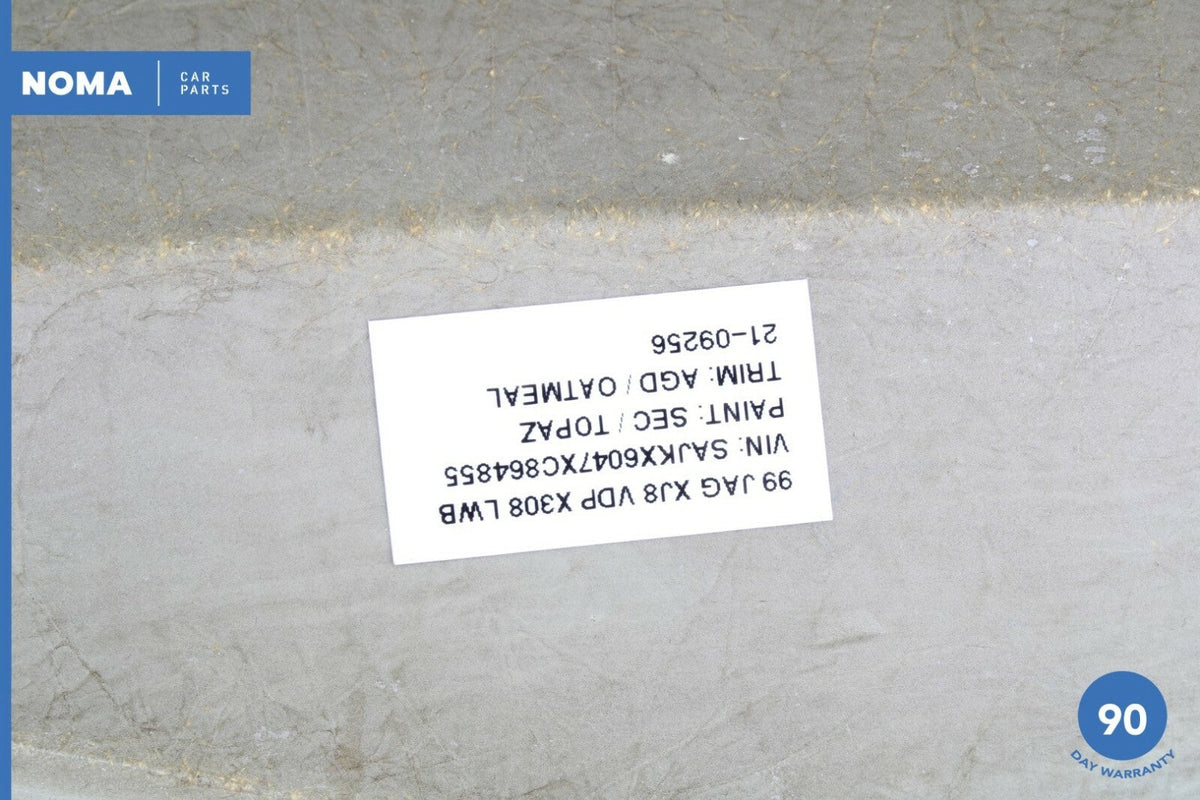 NOMA
CAR
PARTS
99 JAG XJ8 VDP X308 LWB
VIN: SAJKX6047XC864855
PAINT: SEC / TOPAZ
TRIM: AGD / OATMEAL
21-09256
90
DAY WARRANTY